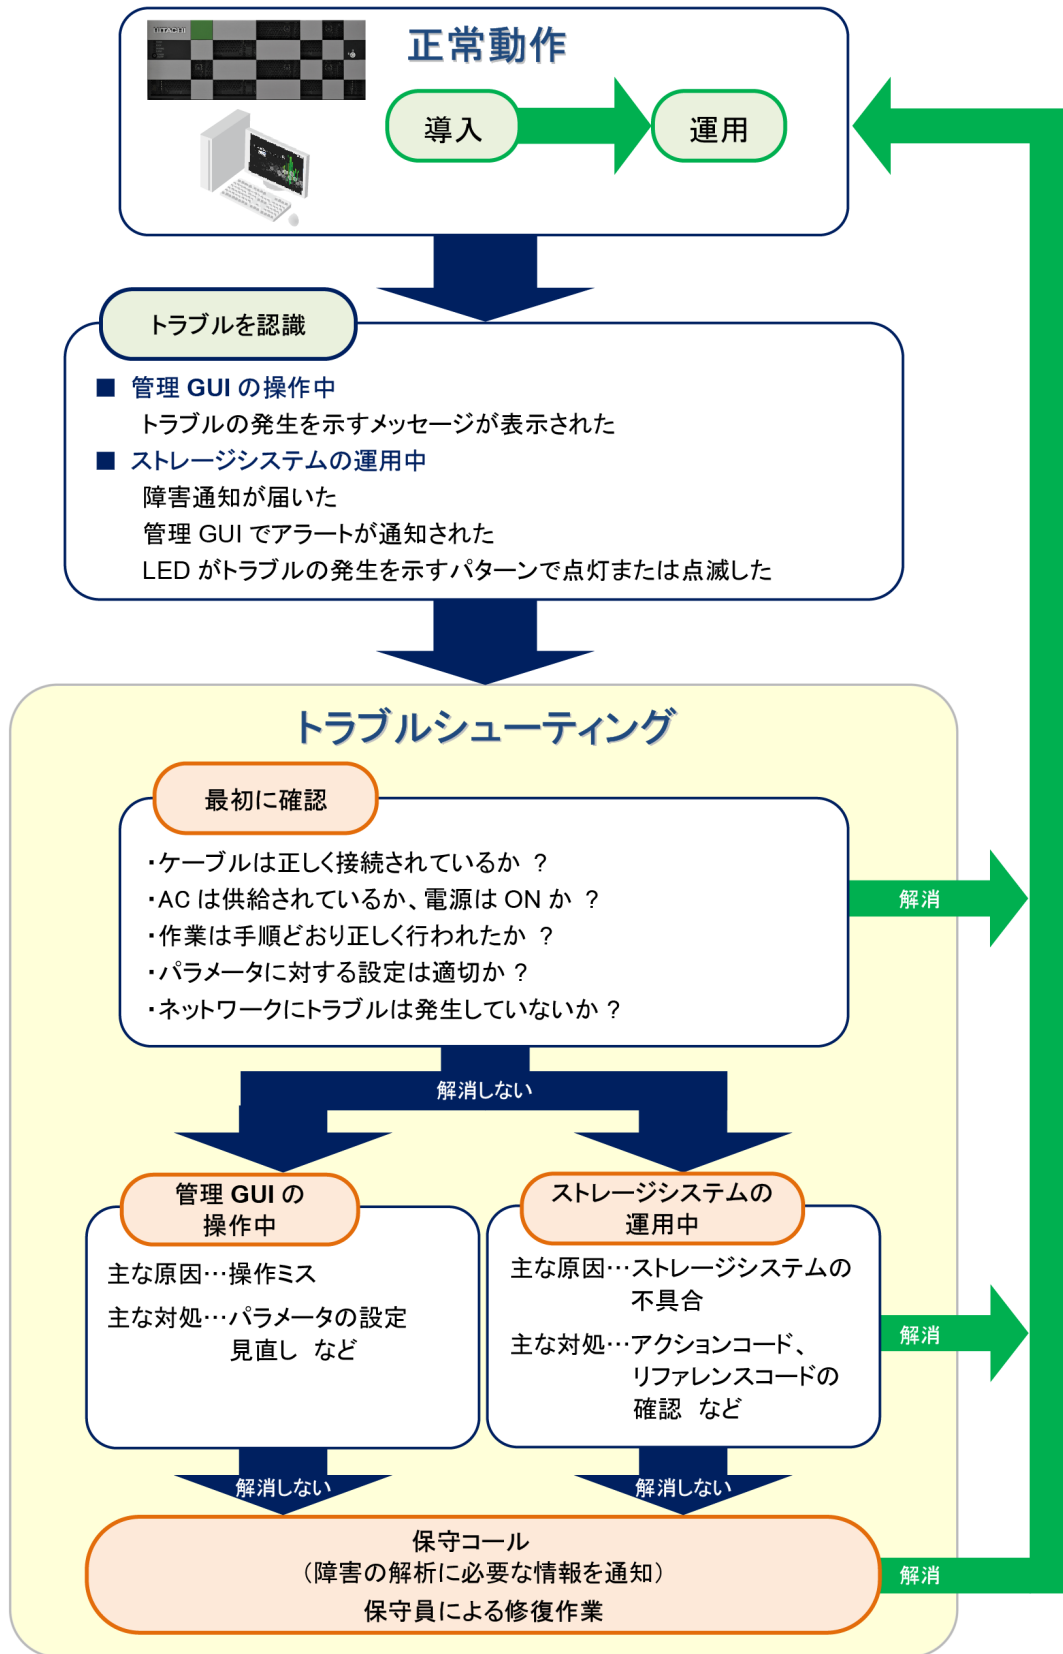 HITACHI
正常動作
導入
運用
トラブルを認識
■ 管理 GUI の操作中
トラブルの発生を示すメッセージが表示された
■ ストレージシステムの運用中
障害通知が届いた
管理 GUI でアラートが通知された
LED がトラブルの発生を示すパターンで点灯または点滅した
トラブルシューティング
最初に確認
・ケーブルは正しく接続されているか ?
・AC は供給されているか、電源は ON か ?
・作業は手順どおり正しく行われたか ?
・パラメータに対する設定は適切か ?
・ネットワークにトラブルは発生していないか ?
解消
解消しない
管理 GUI の
操作中
主な原因…操作ミス
主な対処…パラメータの設定
見直し など
ストレージシステムの
運用中
主な原因…ストレージシステムの
不具合
主な対処…アクションコード、
リファレンスコードの
確認 など
解消
解消しない
解消しない
保守コール
(障害の解析に必要な情報を通知)
保守員による修復作業
解消